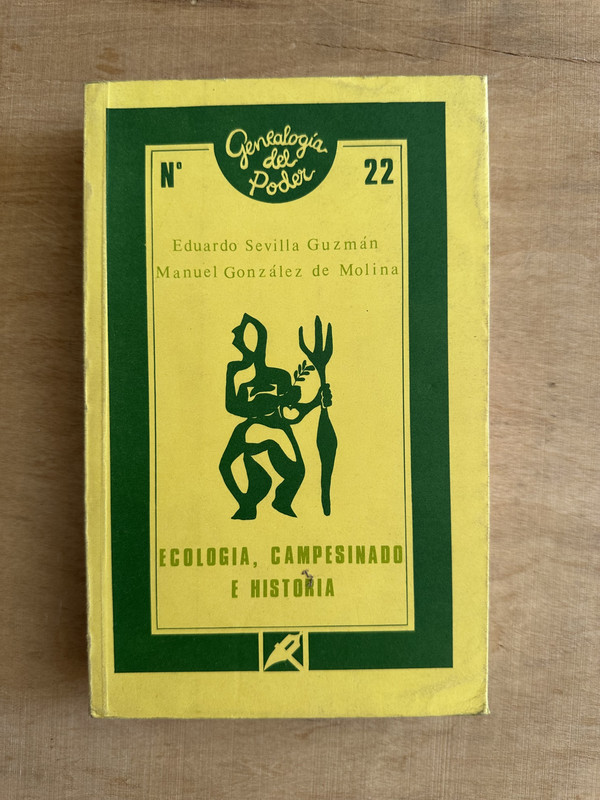 Genealogía
del
Poder
Nº 22
Eduardo Sevilla Guzmán
Manuel González de Molina
ECOLOGIA, CAMPESINADO
E HISTORIA